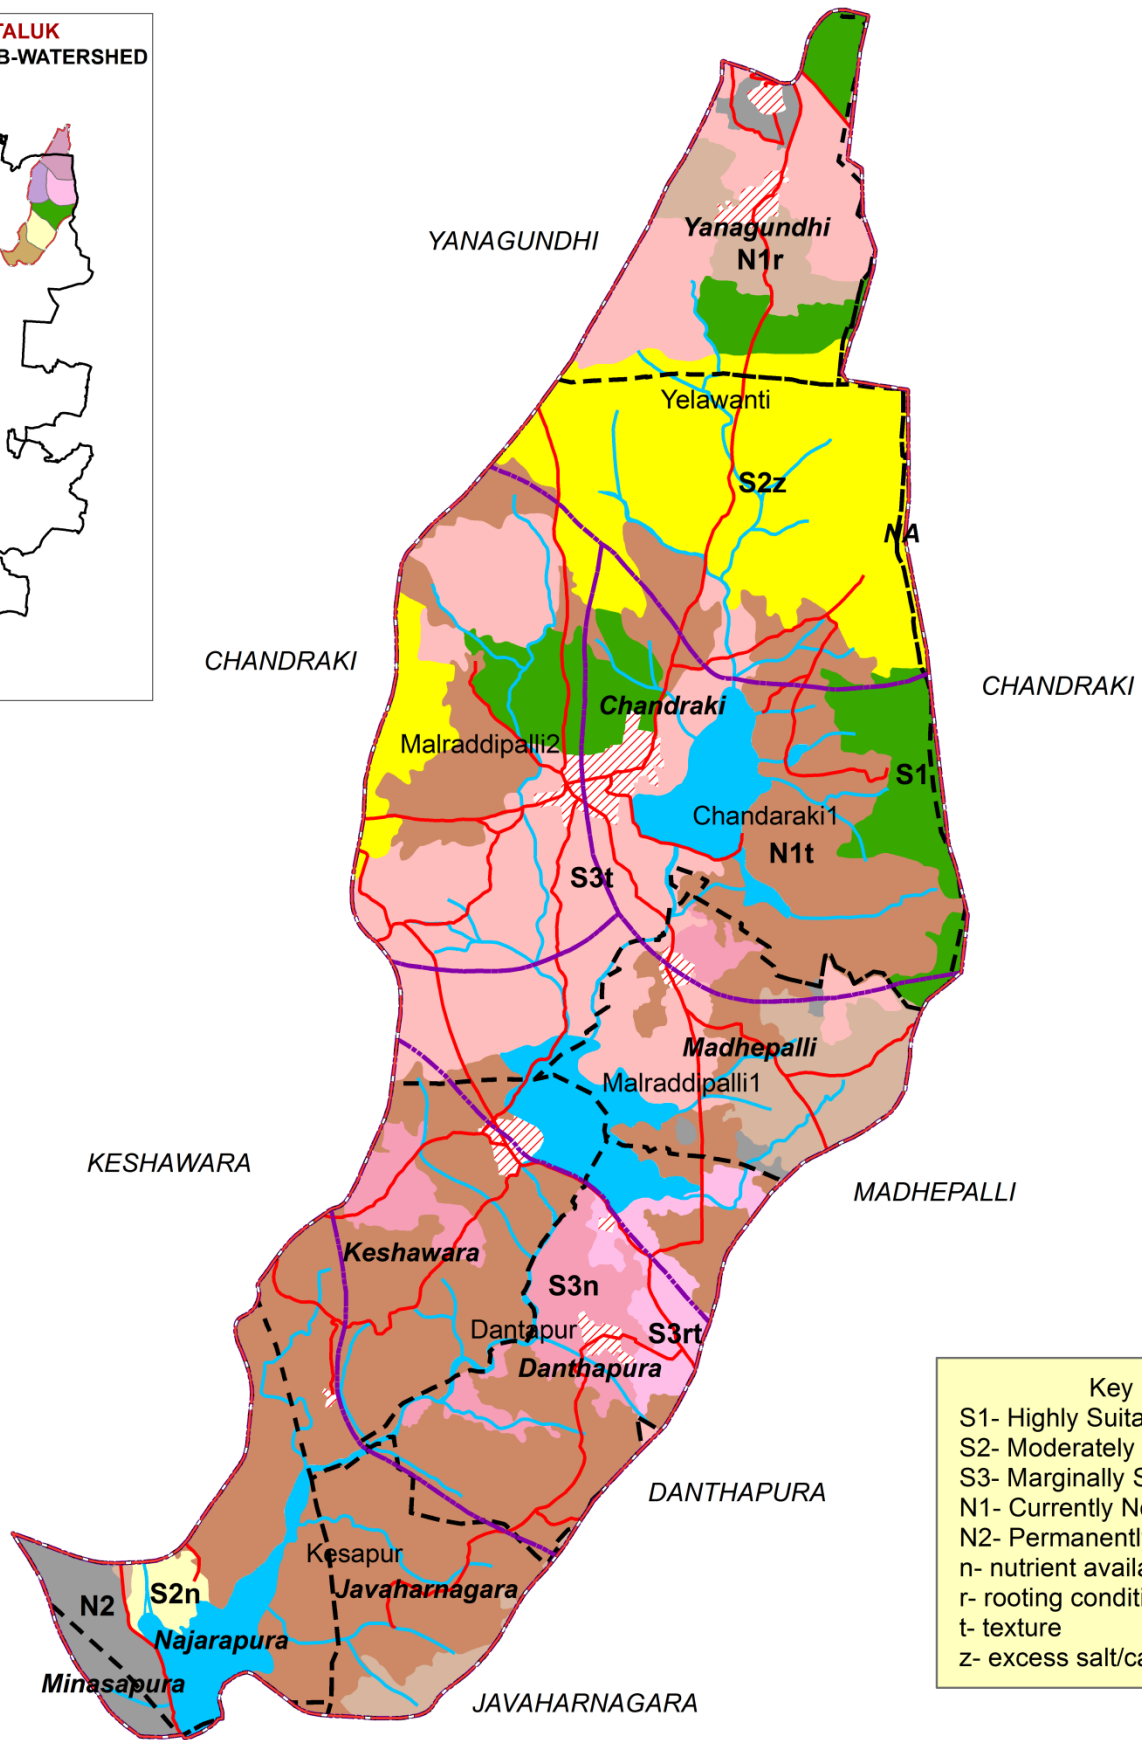 TALUK
B-WATERSHED
Yanagundhi
YANAGUNDHI
N1r
Yelawanti
S2z
NA
CHANDRAKI
CHANDRAKI
Chandraki
Malraddipalli2
S1
Chandaraki1
N1t
S3t
Madhepalli
Malraddipalli1
KESHAWARA
MADHEPALLI
Keshawara
S3n
Dantapur
S3rt
Danthapura
Key
S1- Highly Suita
S2- Moderately
S3- Marginally S
N1- Currently No
N2- Permanently
n- nutrient availa
r- rooting conditi
t- texture
z- excess salt/ca
DANTHAPURA
Kesapur
Javaharnagara
S2n
N2
Najarapura
Minasapura
JAVAHARNAGARA